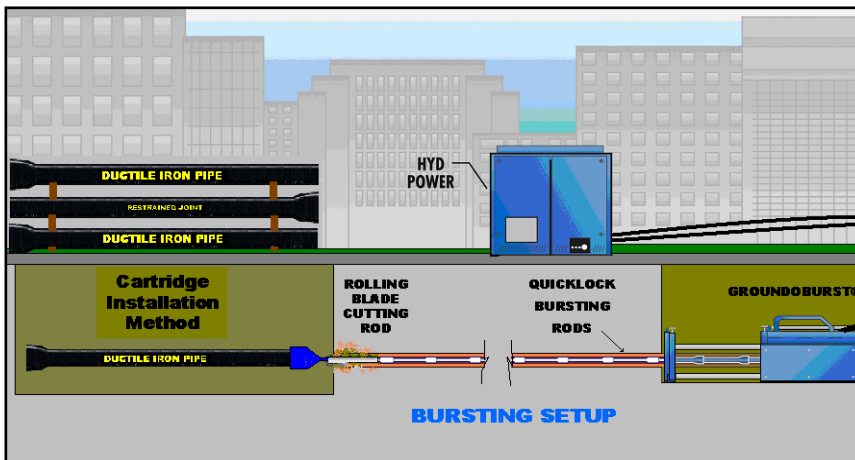 DUCTILE IRON PIPE
RESTRAINED JOINT
DUCTILE IRON PIPE
HYD
POWER
Cartridge
Installation
Method
ROLLING
BLADE
CUTTING
ROD
QUICKLOCK
BURSTING
RODS
GROUNDOBURST©
DUCTILE IRON PIPE
BURSTING SETUP